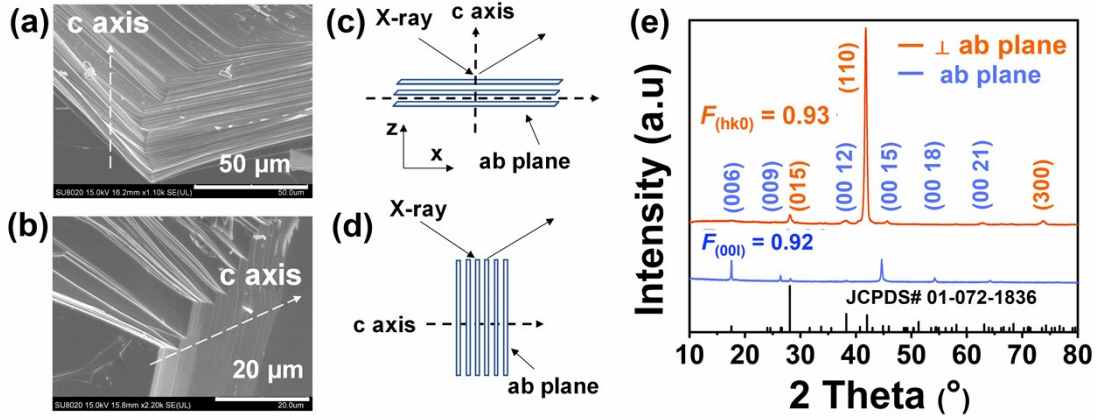 (a)
c axis
50 μm
SU8020 15.0kV 16.2mm x1.10k SE(UL)
50.0um
(b)
c axis
20 μm
SU8020 15.0kV 15.8mm x2.20k SE(UL)
20.0um
(c)
X-ray
c axis
z
x
ab plane
(d)
X-ray
c axis
ab plane
(e)
Intensity (a.u)
⊥ ab plane
ab plane
F(hk0) = 0.93
(006)
(009)
(015)
(00 12)
(110)
(00 15)
(00 18)
(00 21)
(300)
F(00l) = 0.92
JCPDS# 01-072-1836
10 20 30 40 50 60 70 80
2 Theta (°)